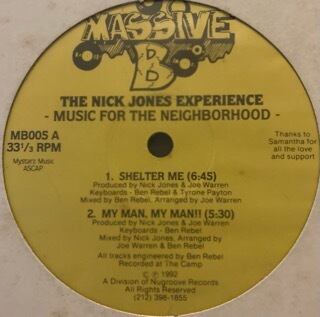 MASSIVE
B
THE NICK JONES EXPERIENCE
- MUSIC FOR THE NEIGHBORHOOD -
MB005 A
33 1/3 RPM
Mystarz Music
ASCAP
Thanks to
Samantha for
all the love
and support
1. SHELTER ME (6:45)
Produced by Nick Jones & Joe Warren
Keyboards - Ben Rebel & Tyrone Payton
Mixed by Ben Rebel, Arranged by Joe Warren
2. MY MAN, MY MAN!! (5:30)
Produced by Nick Jones & Joe Warren
Keyboards - Ben Rebel
Mixed by Nick Jones, Arranged by
Joe Warren & Ben Rebel
All tracks engineered by Ben Rebel
Recorded at The Camp
© ℗ 1992
A Division of Nugroove Records
(212) 398-1855